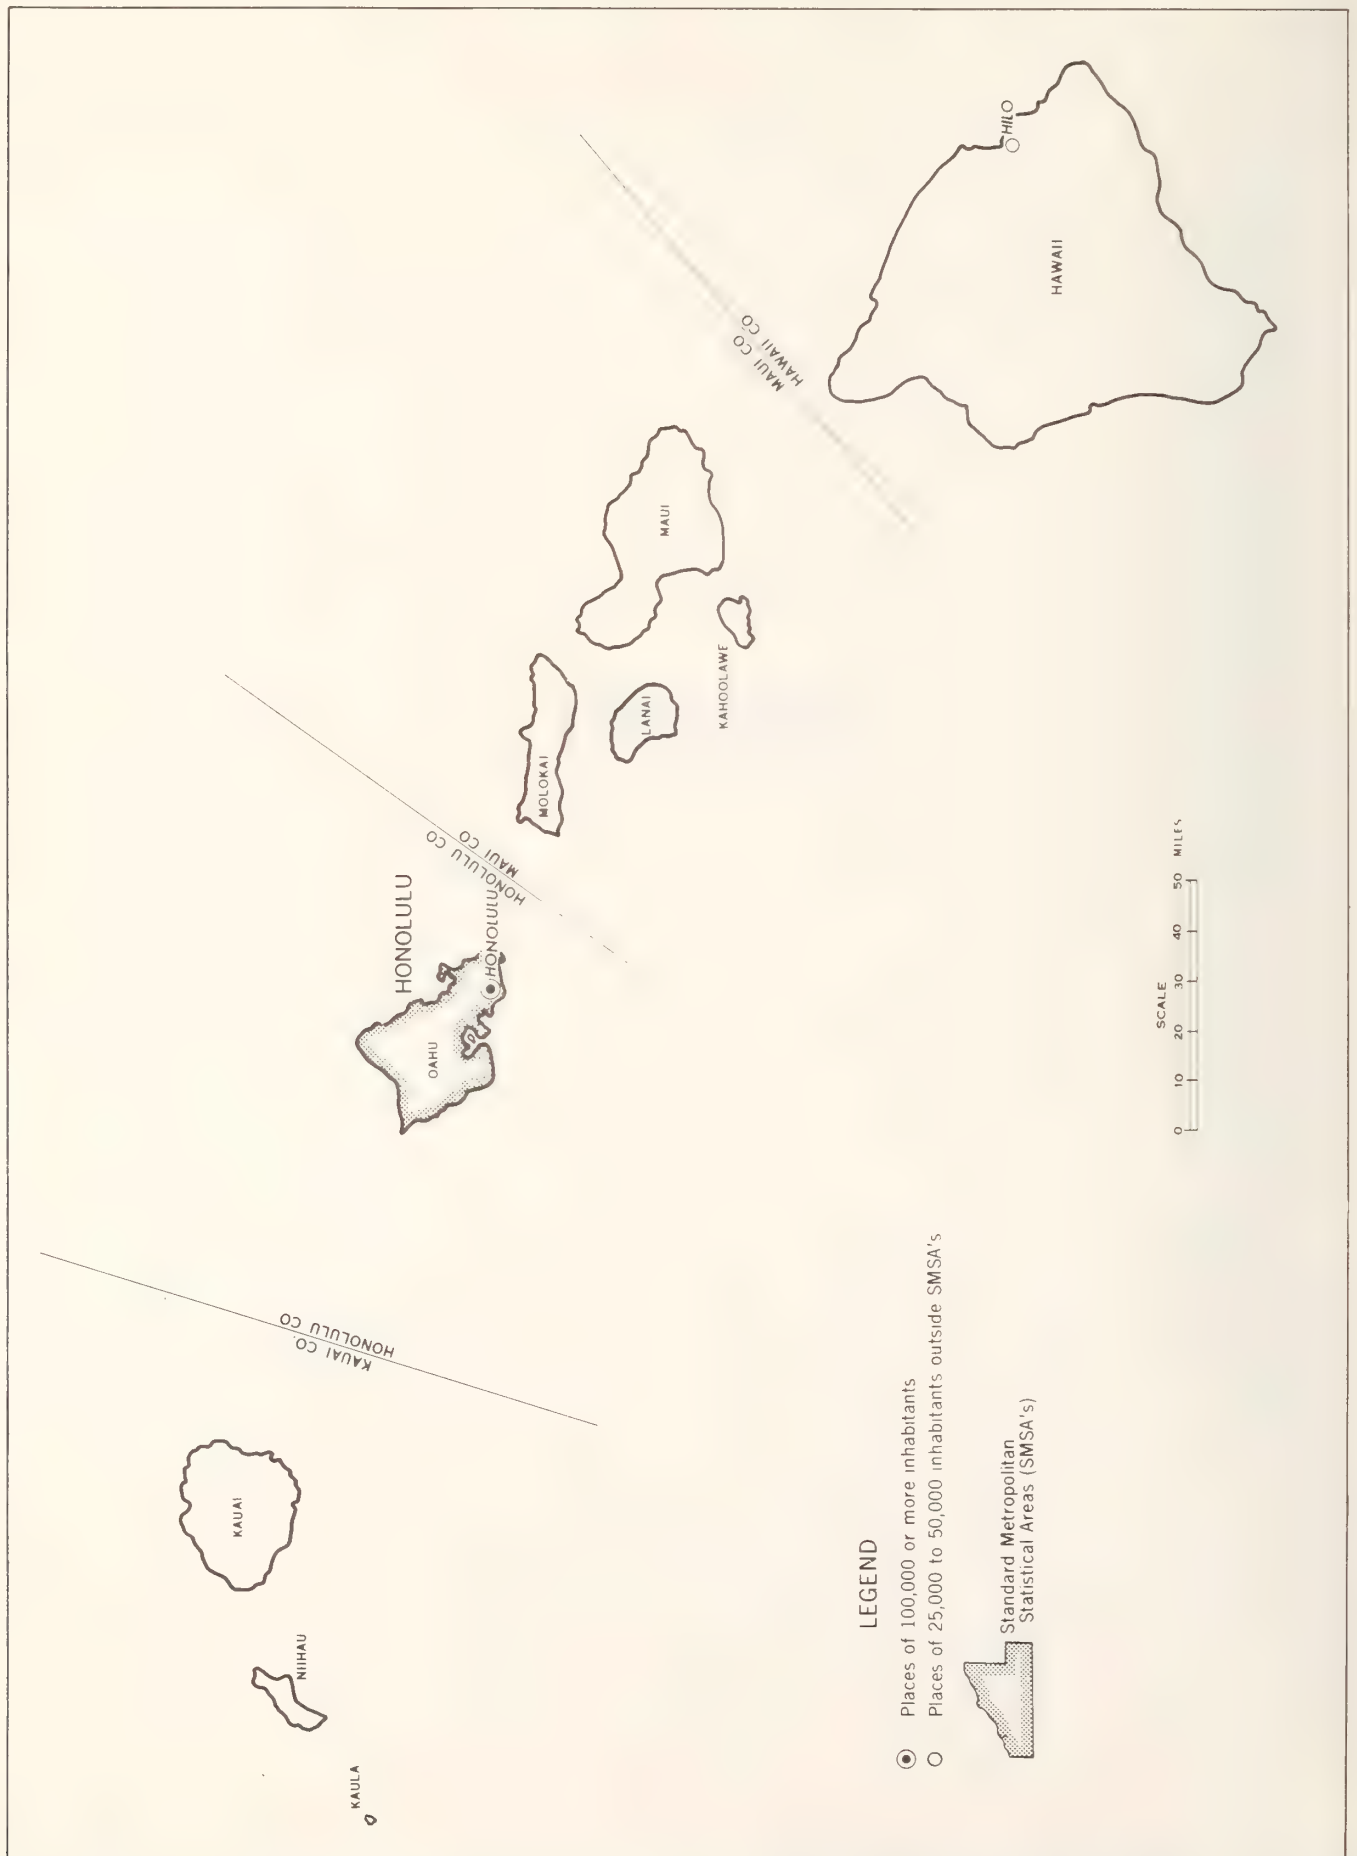 KAULA
NIIHAU
KAUAI
KAUAI CO.
HONOLULU CO
HONOLULU
OAHU
HONOLULU
HONOLULU CO
MAUI CO
MOLOKAI
LANAI
KAHOOLAWE
MAUI
MAUI CO
HAWAII CO
HILO
HAWAII
LEGEND
Places of 100,000 or more inhabitants
Places of 25,000 to 50,000 inhabitants outside SMSA's
Standard Metropolitan
Statistical Areas (SMSA's)
SCALE
0 10 20 30 40 50 MILES